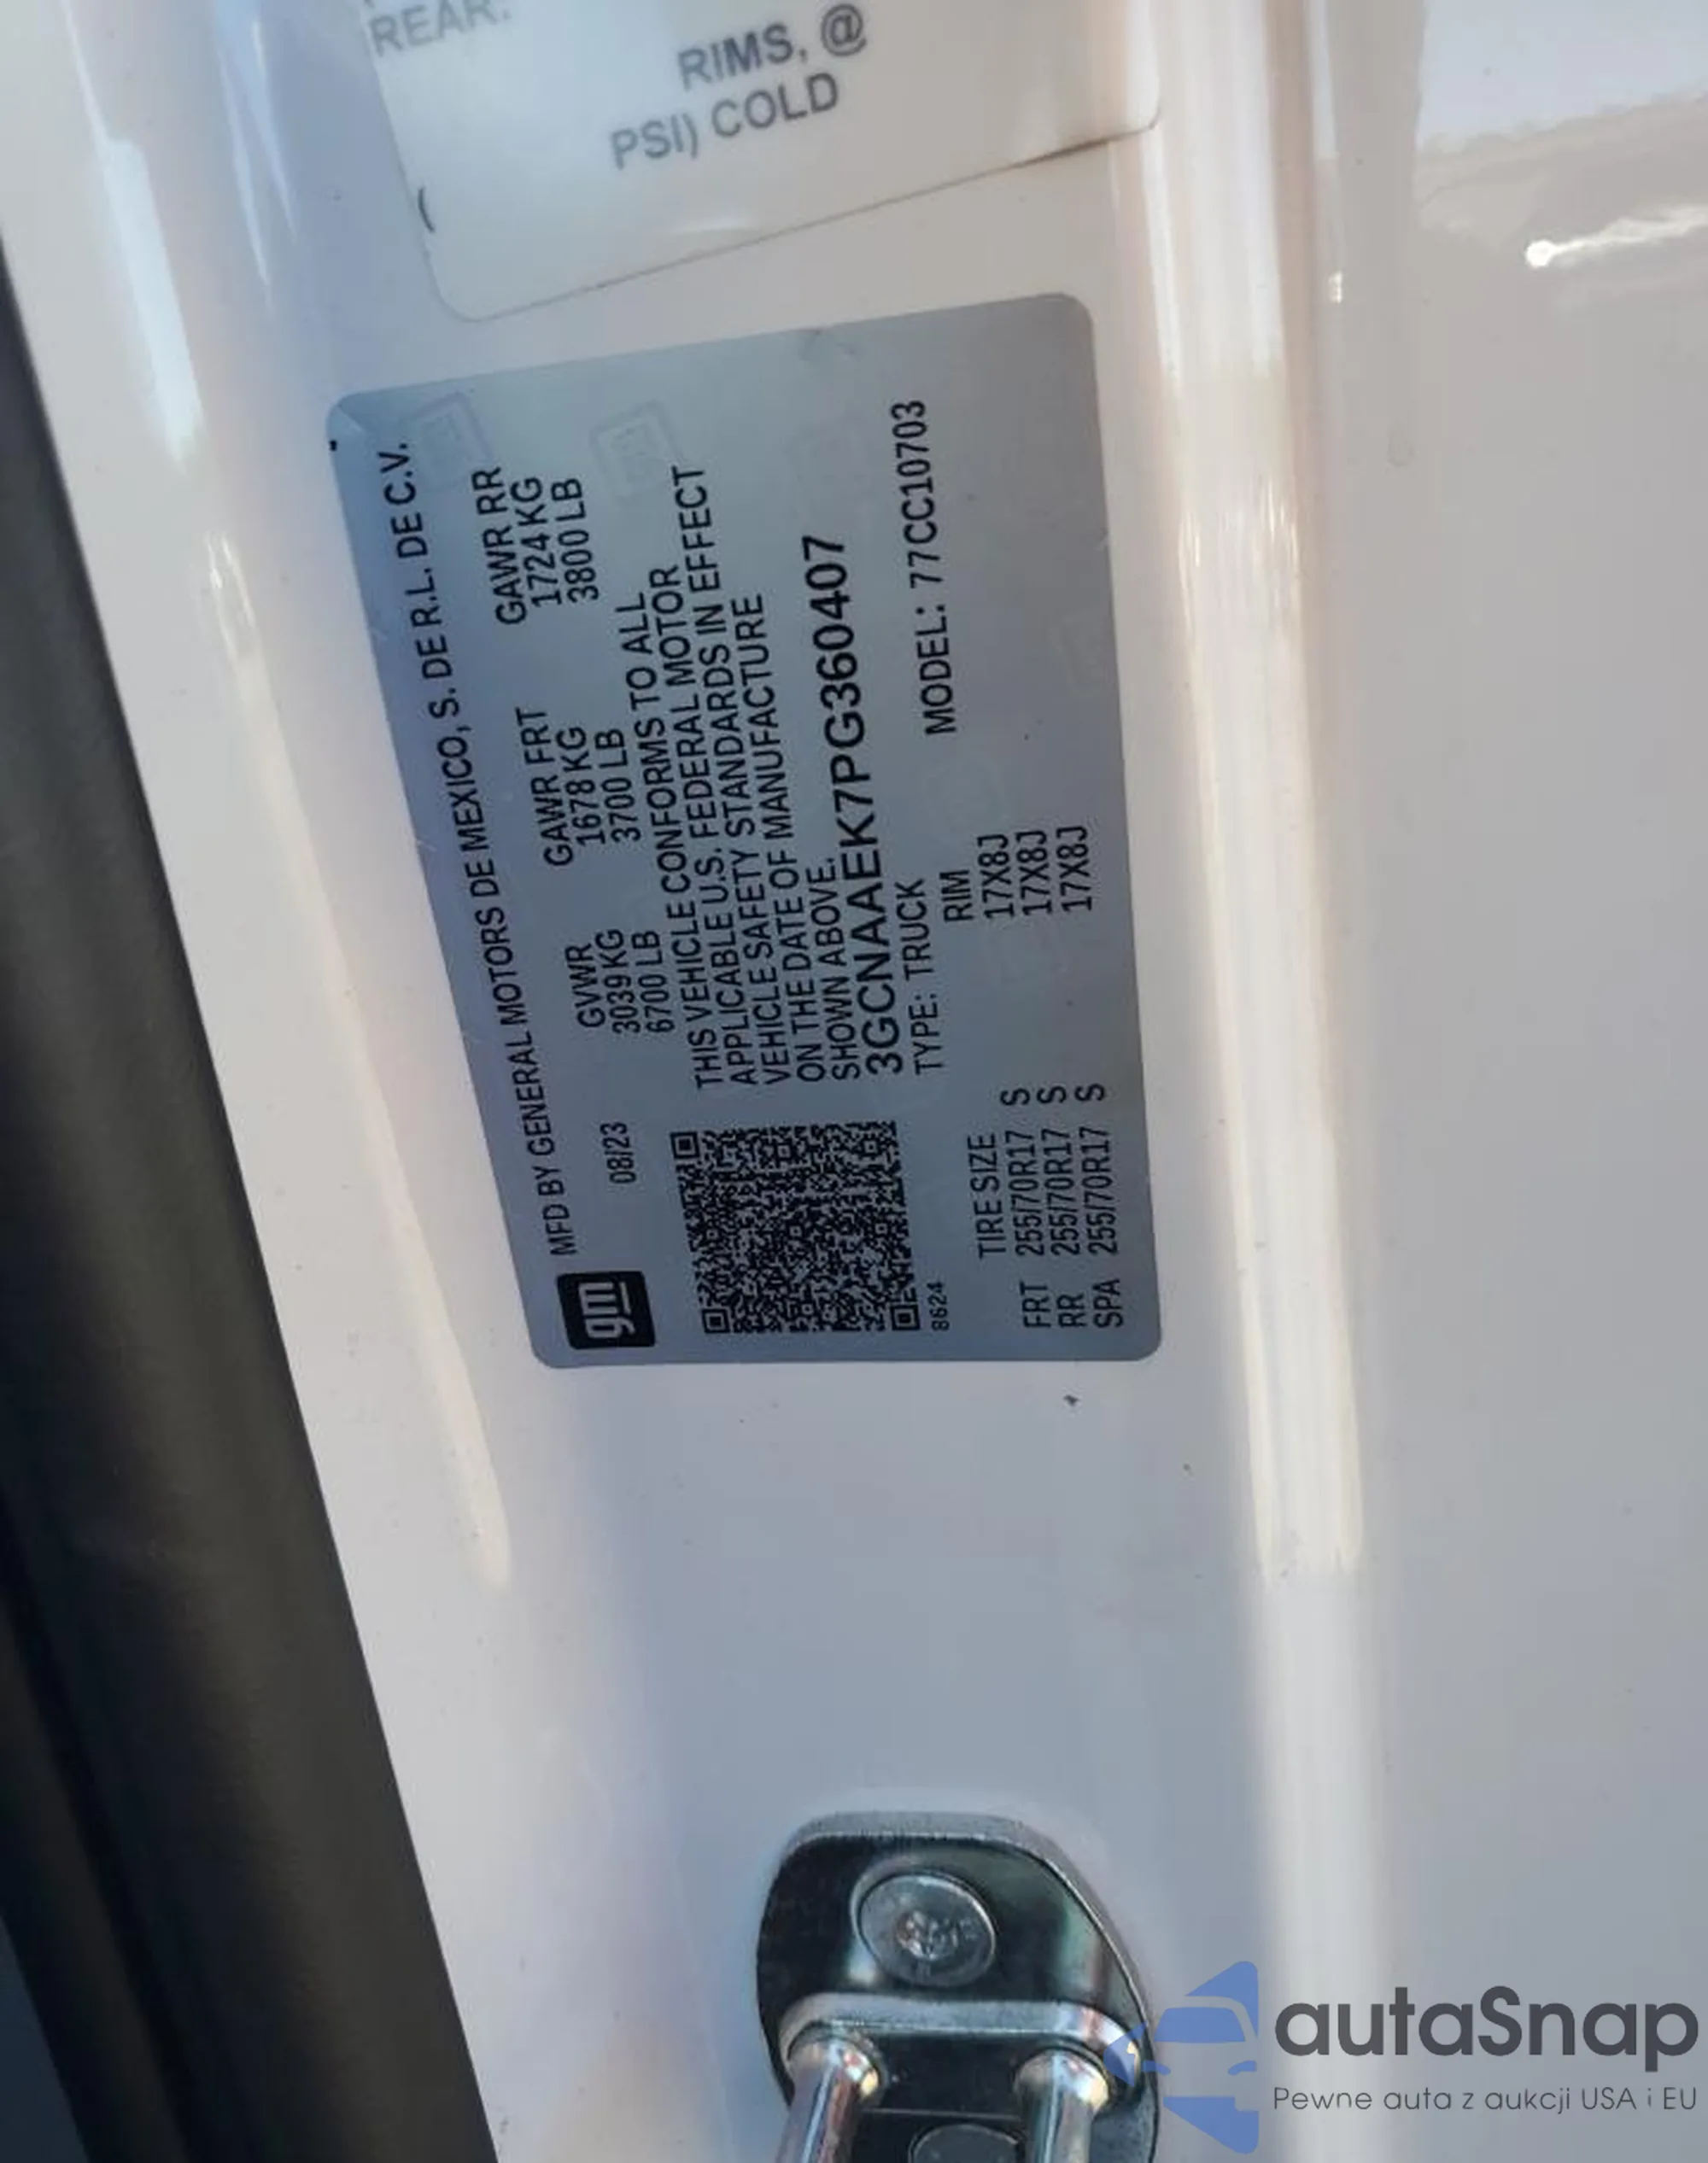 REAR:
RIMS, @
PSI) COLD
(
gm MFD BY GENERAL MOTORS DE MEXICO, S. DE R.L. DE C.V.
08/23 GVWR GAWR FRT GAWR RR
3039 KG 1678 KG 1724 KG
6700 LB 3700 LB 3800 LB
THIS VEHICLE CONFORMS TO ALL
APPLICABLE U.S. FEDERAL MOTOR
VEHICLE SAFETY STANDARDS IN EFFECT
ON THE DATE OF MANUFACTURE
SHOWN ABOVE.
3GCNAAEK7PG360407
8624 TYPE: TRUCK MODEL: 77CC10703
TIRE SIZE RIM
FRT 255/70R17 S 17X8J
RR 255/70R17 S 17X8J
SPA 255/70R17 S 17X8J
autaSnap
Pewne auta z aukcji USA i EU